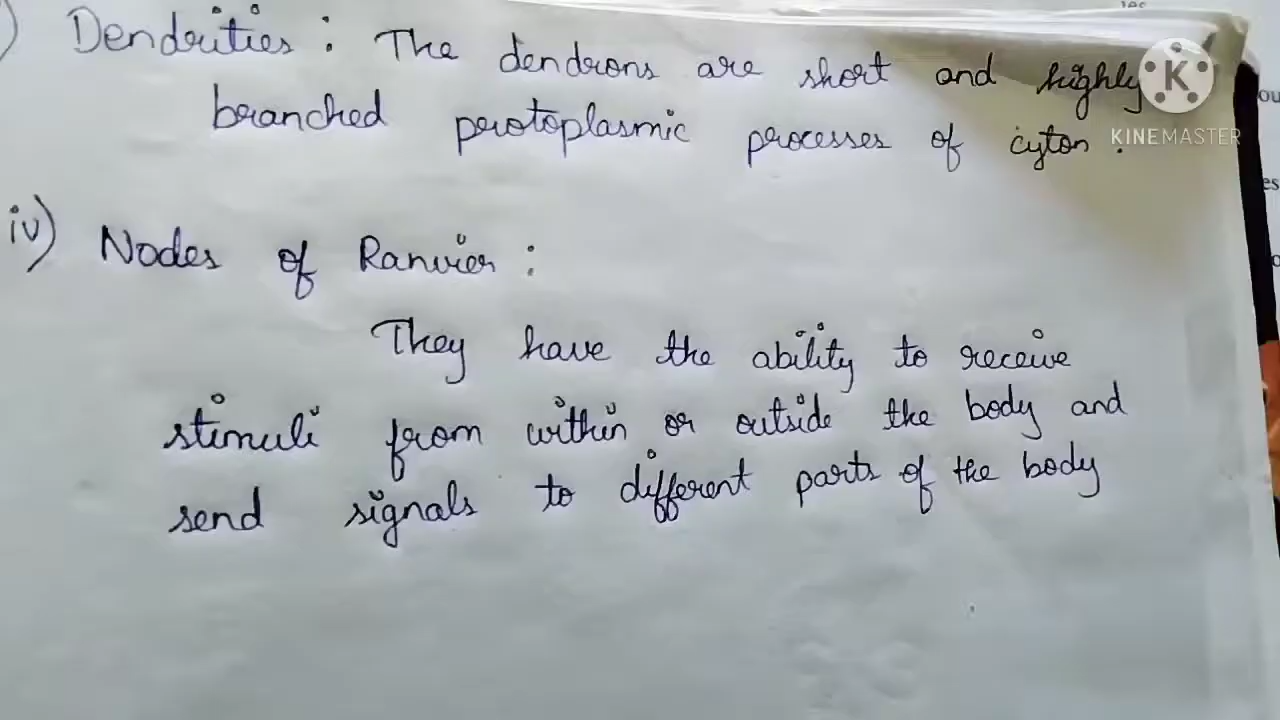 ) Dendrities : The dendrons are short and highly
branched protoplasmic processes of cyton .
KINEMASTER
iv) Nodes of Ranvier :
They have the ability to receive
stimuli from within or outside the body and
send signals to different parts of the body